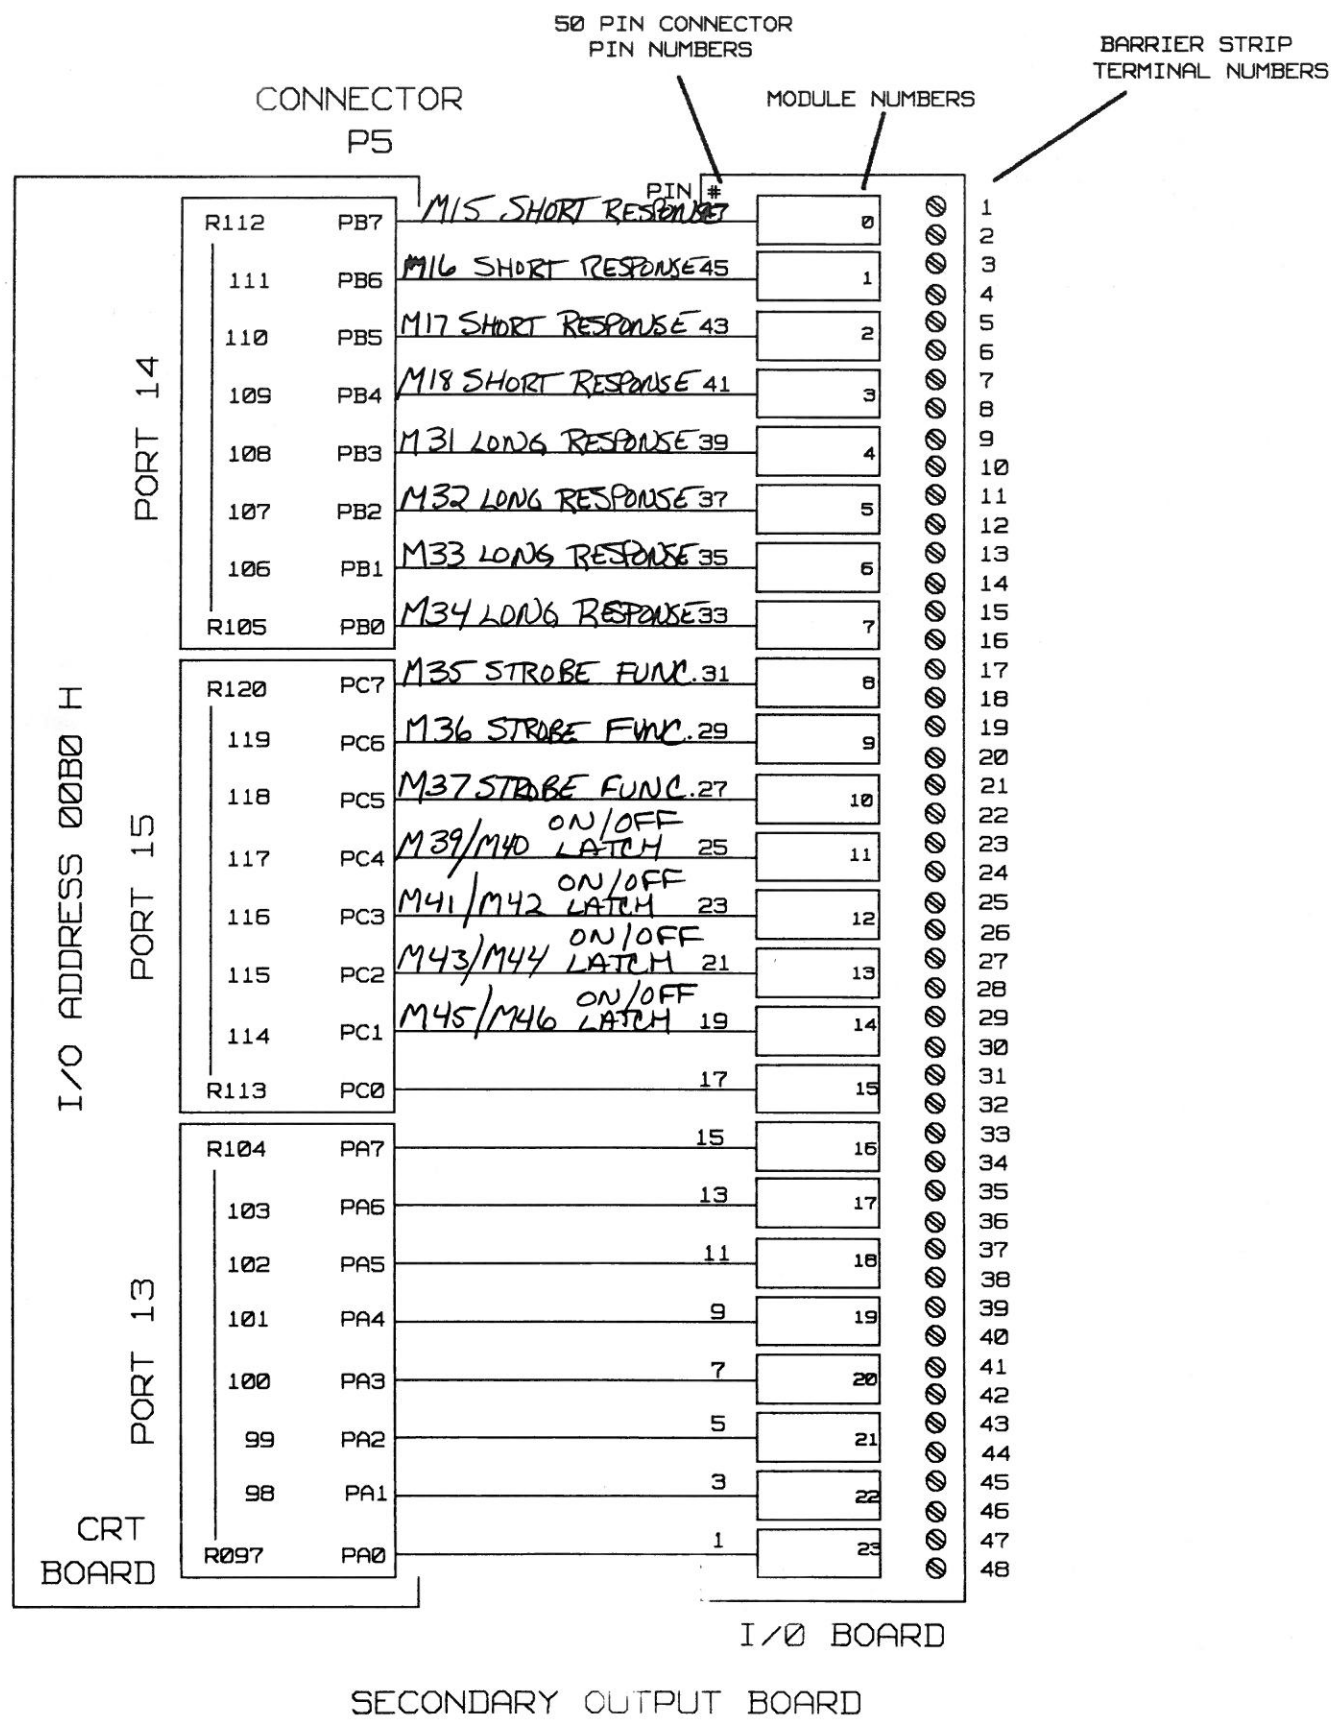 50 PIN CONNECTOR
PIN NUMBERS
BARRIER STRIP
TERMINAL NUMBERS
MODULE NUMBERS
CONNECTOR
P5
PIN #
R112 PB7 M15 SHORT RESPONSE 0 1
2
111 PB6 M16 SHORT RESPONSE 45 1 3
4
110 PB5 M17 SHORT RESPONSE 43 2 5
6
109 PB4 M18 SHORT RESPONSE 41 3 7
8
108 PB3 M31 LONG RESPONSE 39 4 9
10
107 PB2 M32 LONG RESPONSE 37 5 11
12
106 PB1 M33 LONG RESPONSE 35 6 13
14
R105 PB0 M34 LONG RESPONSE 33 7 15
16
PORT 14
R120 PC7 M35 STROBE FUNC. 31 8 17
18
119 PC6 M36 STROBE FUNC. 29 9 19
20
118 PC5 M37 STROBE FUNC. 27 10 21
22
ON/OFF
117 PC4 M39/M40 LATCH 25 11 23
24
ON/OFF
116 PC3 M41/M42 LATCH 23 12 25
26
ON/OFF
115 PC2 M43/M44 LATCH 21 13 27
28
ON/OFF
114 PC1 M45/M46 LATCH 19 14 29
30
R113 PC0 17 15 31
32
PORT 15
I/O ADDRESS 00B0 H
R104 PA7 15 16 33
34
103 PA6 13 17 35
36
102 PA5 11 18 37
38
101 PA4 9 19 39
40
100 PA3 7 20 41
42
99 PA2 5 21 43
44
98 PA1 3 22 45
46
R097 PA0 1 23 47
48
PORT 13
CRT
BOARD
I/O BOARD
SECONDARY OUTPUT BOARD